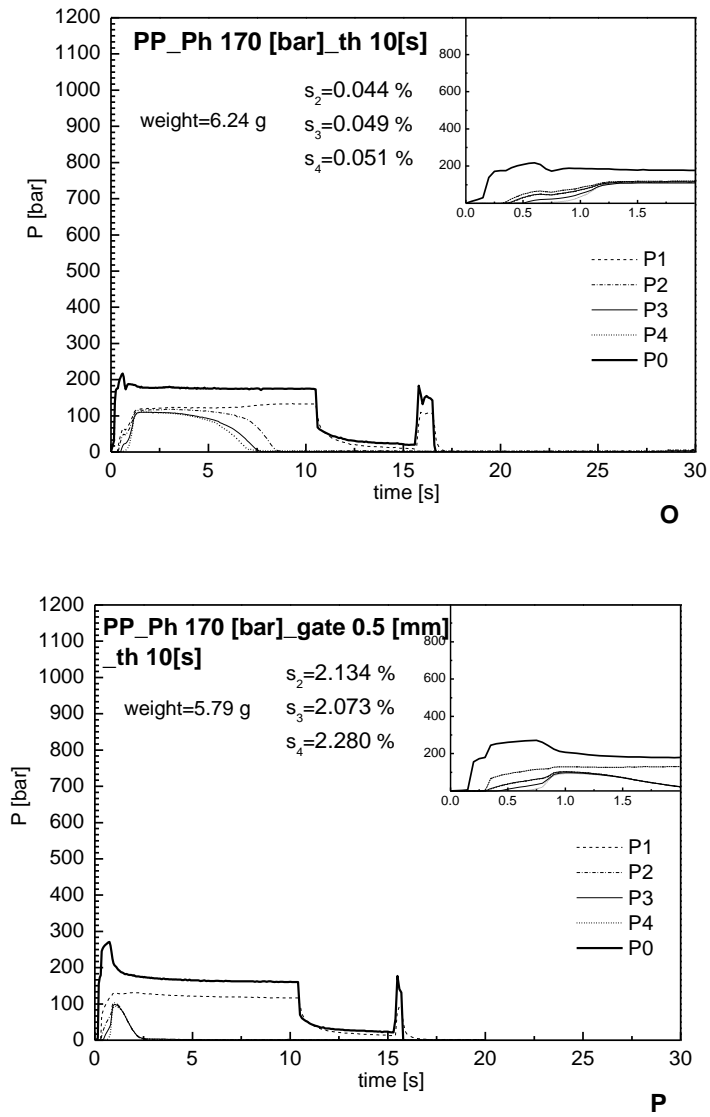 PP_Ph 170 [bar]_th 10[s]
s2=0.044 %
weight=6.24 g
s3=0.049 %
s4=0.051 %
1200
1100
1000
900
800
700
600
500
400
300
200
100
0
P [bar]
800
600
400
200
0.0 0.5 1.0 1.5
P1
P2
P3
P4
P0
0 5 10 15 20 25 30
time [s]
O
PP_Ph 170 [bar]_gate 0.5 [mm]
_th 10[s]
s2=2.134 %
weight=5.79 g
s3=2.073 %
s4=2.280 %
1200
1100
1000
900
800
700
600
500
400
300
200
100
0
P [bar]
800
600
400
200
0.0 0.5 1.0 1.5
P1
P2
P3
P4
P0
0 5 10 15 20 25 30
time [s]
P